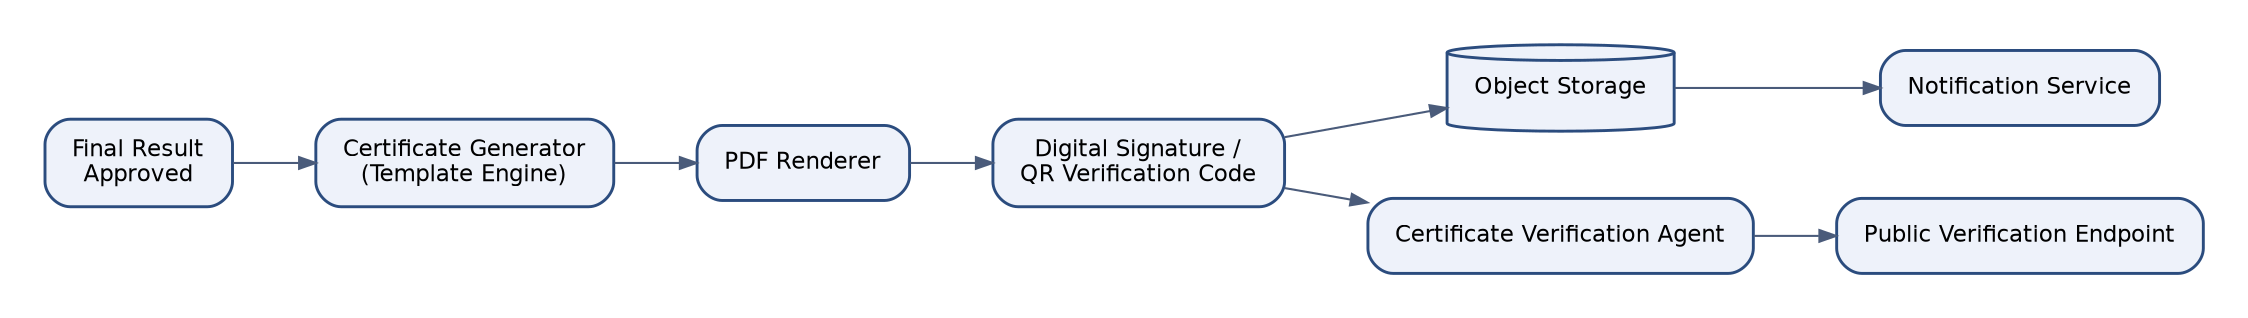 Final Result
Approved
Certificate Generator
(Template Engine)
PDF Renderer
Digital Signature /
QR Verification Code
Object Storage
Notification Service
Certificate Verification Agent
Public Verification Endpoint